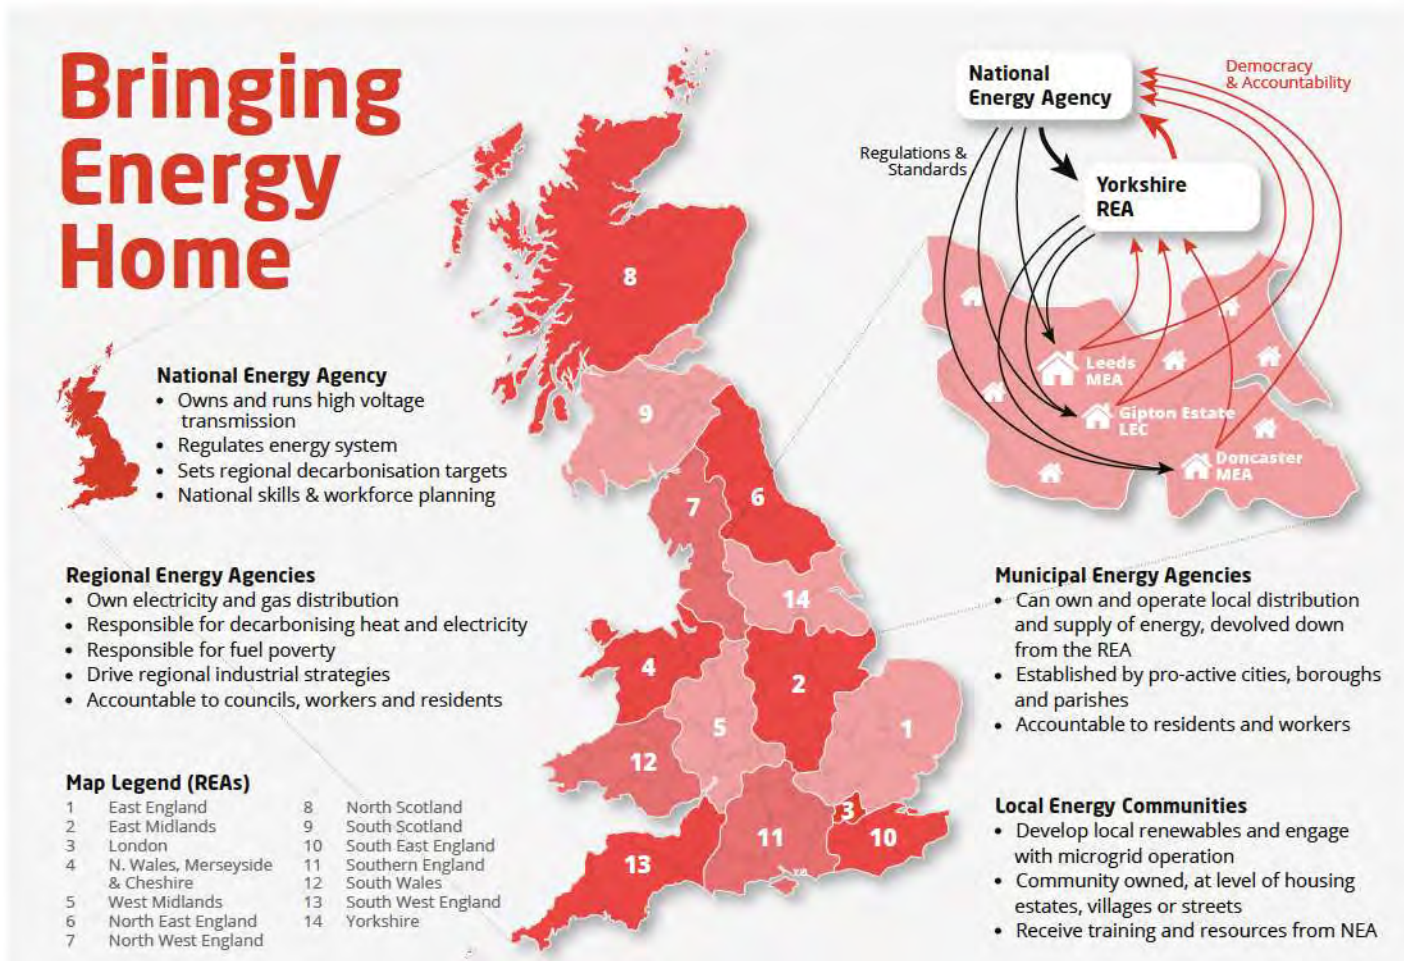 Bringing
Energy
Home
National Energy Agency
• Owns and runs high voltage
transmission
• Regulates energy system
• Sets regional decarbonisation targets
• National skills & workforce planning
Regional Energy Agencies
• Own electricity and gas distribution
• Responsible for decarbonising heat and electricity
• Responsible for fuel poverty
• Drive regional industrial strategies
• Accountable to councils, workers and residents
Map Legend (REAs)
1 East England
2 East Midlands
3 London
4 N. Wales, Merseyside
& Cheshire
5 West Midlands
6 North East England
7 North West England
8 North Scotland
9 South Scotland
10 South East England
11 Southern England
12 South Wales
13 South West England
14 Yorkshire
8
9
7
6
14
4
2
5
1
12
3
11
10
13
National
Energy Agency
Democracy
& Accountability
Regulations &
Standards
Yorkshire
REA
Leeds
MEA
Gipton Estate
LEC
Doncaster
MEA
Municipal Energy Agencies
• Can own and operate local distribution
and supply of energy, devolved down
from the REA
• Established by pro-active cities, boroughs
and parishes
• Accountable to residents and workers
Local Energy Communities
• Develop local renewables and engage
with microgrid operation
• Community owned, at level of housing
estates, villages or streets
• Receive training and resources from NEA